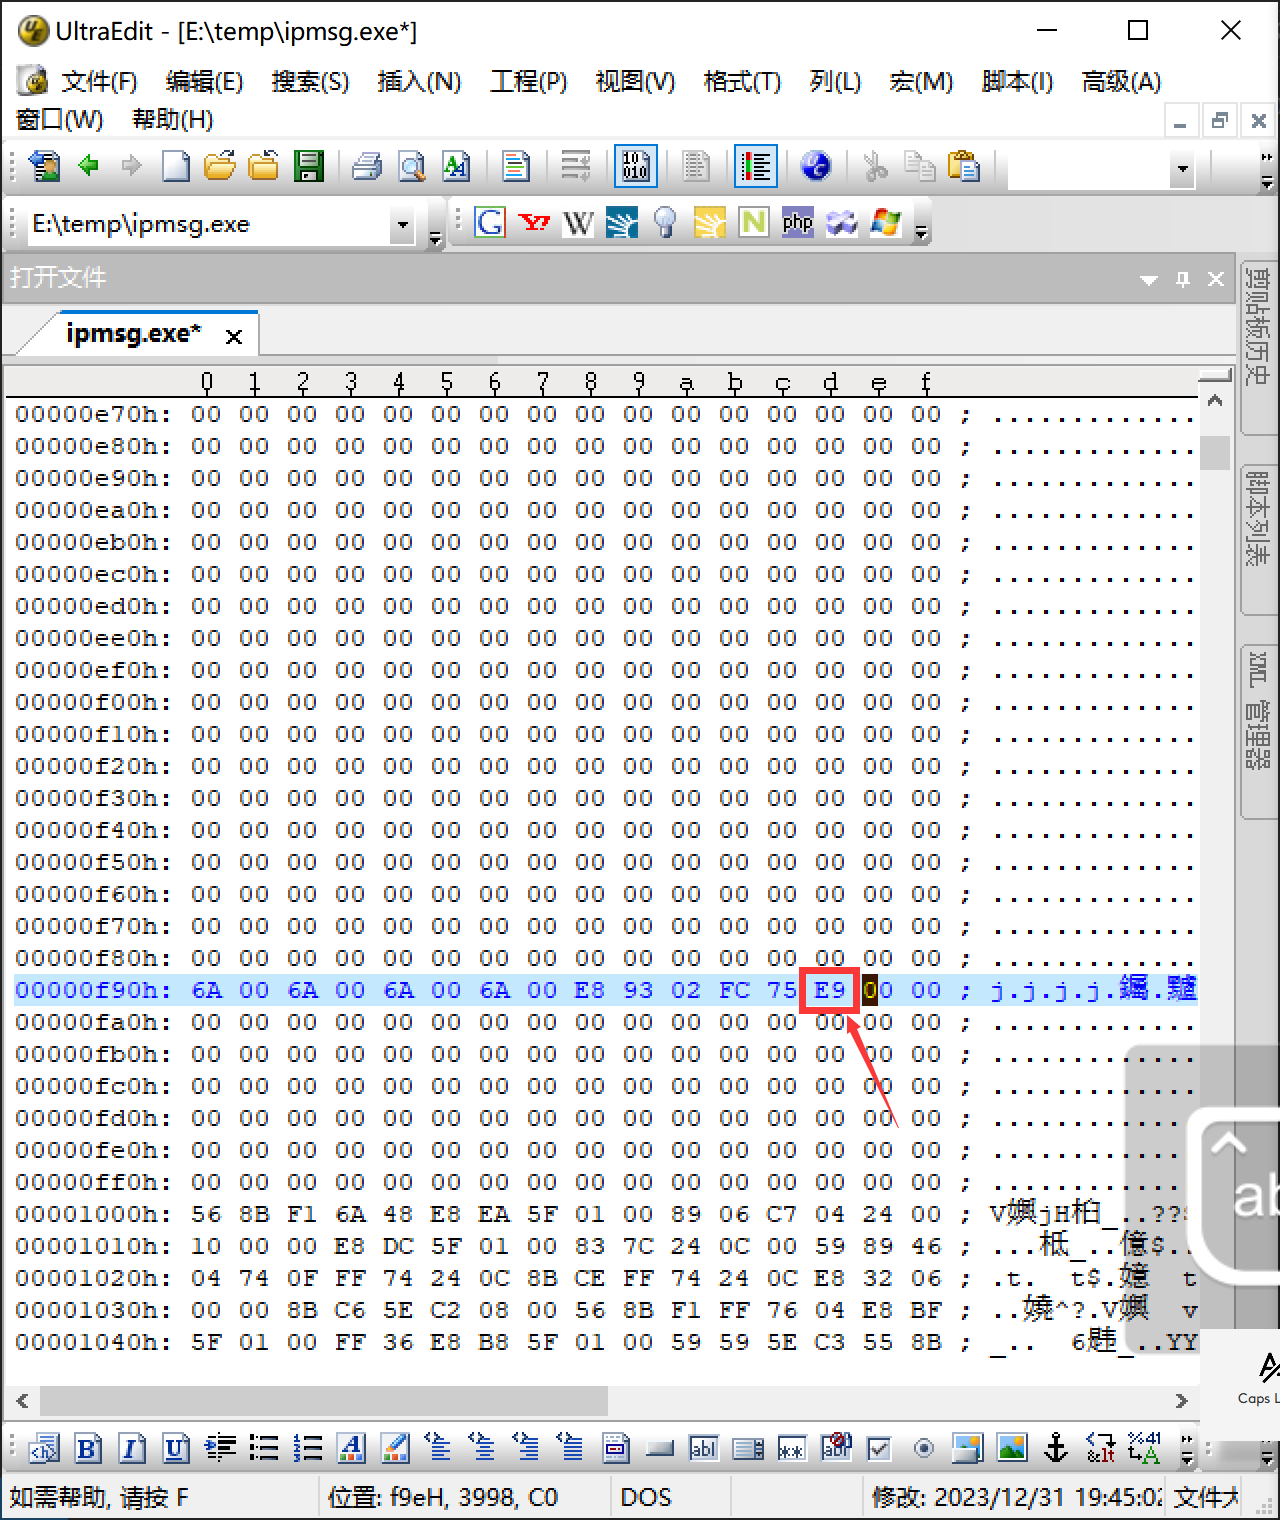 UltraEdit - [E:\temp\ipmsg.exe*]
文件(F) 编辑(E) 搜索(S) 插入(N) 工程(P) 视图(V) 格式(T) 列(L) 宏(M) 脚本(I) 高级(A)
窗口(W) 帮助(H)
E:\temp\ipmsg.exe
打开文件
ipmsg.exe*
剪贴板历史
脚本列表
XML 管理器
0 1 2 3 4 5 6 7 8 9 a b c d e f
00000e70h: 00 00 00 00 00 00 00 00 00 00 00 00 00 00 00 00 ; .............
00000e80h: 00 00 00 00 00 00 00 00 00 00 00 00 00 00 00 00 ; .............
00000e90h: 00 00 00 00 00 00 00 00 00 00 00 00 00 00 00 00 ; .............
00000ea0h: 00 00 00 00 00 00 00 00 00 00 00 00 00 00 00 00 ; .............
00000eb0h: 00 00 00 00 00 00 00 00 00 00 00 00 00 00 00 00 ; .............
00000ec0h: 00 00 00 00 00 00 00 00 00 00 00 00 00 00 00 00 ; .............
00000ed0h: 00 00 00 00 00 00 00 00 00 00 00 00 00 00 00 00 ; .............
00000ee0h: 00 00 00 00 00 00 00 00 00 00 00 00 00 00 00 00 ; .............
00000ef0h: 00 00 00 00 00 00 00 00 00 00 00 00 00 00 00 00 ; .............
00000f00h: 00 00 00 00 00 00 00 00 00 00 00 00 00 00 00 00 ; .............
00000f10h: 00 00 00 00 00 00 00 00 00 00 00 00 00 00 00 00 ; .............
00000f20h: 00 00 00 00 00 00 00 00 00 00 00 00 00 00 00 00 ; .............
00000f30h: 00 00 00 00 00 00 00 00 00 00 00 00 00 00 00 00 ; .............
00000f40h: 00 00 00 00 00 00 00 00 00 00 00 00 00 00 00 00 ; .............
00000f50h: 00 00 00 00 00 00 00 00 00 00 00 00 00 00 00 00 ; .............
00000f60h: 00 00 00 00 00 00 00 00 00 00 00 00 00 00 00 00 ; .............
00000f70h: 00 00 00 00 00 00 00 00 00 00 00 00 00 00 00 00 ; .............
00000f80h: 00 00 00 00 00 00 00 00 00 00 00 00 00 00 00 00 ; .............
00000f90h: 6A 00 6A 00 6A 00 6A 00 E8 93 02 FC 75 E9 00 00 ; j.j.j.j.
00000fa0h: 00 00 00 00 00 00 00 00 00 00 00 00 00 00 00 00 ; .............
00000fb0h: 00 00 00 00 00 00 00 00 00 00 00 00 00 00 00 00 ; .............
00000fc0h: 00 00 00 00 00 00 00 00 00 00 00 00 00 00 00 00 ; .............
00000fd0h: 00 00 00 00 00 00 00 00 00 00 00 00 00 00 00 00 ; .............
00000fe0h: 00 00 00 00 00 00 00 00 00 00 00 00 00 00 00 00 ; .............
00000ff0h: 00 00 00 00 00 00 00 00 00 00 00 00 00 00 00 00 ; .............
00001000h: 56 8B F1 6A 48 E8 EA 5F 01 00 89 06 C7 04 24 00 ;
00001010h: 10 00 00 00 E8 DC 5F 01 00 83 7C 24 0C 00 59 89 46 ;
00001020h: 04 74 0F FF 74 24 0C 8B CE FF 74 24 0C E8 32 06 ;
00001030h: 00 00 8B C6 5E C2 08 00 56 8B F1 FF 76 04 E8 BF ;
00001040h: 5F 01 00 FF 36 E8 B8 5F 01 00 59 59 5E C3 55 8B ;
Caps L
如需帮助, 请按 F 位置: f9eH, 3998, C0 DOS 修改: 2023/12/31 19:45:02 文件大